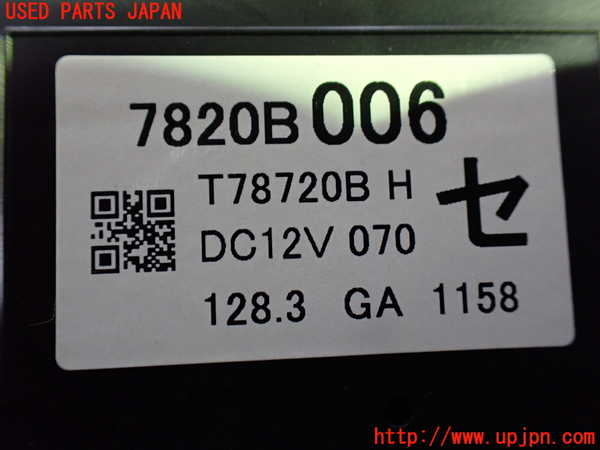 USED PARTS JAPAN
7820B 006
T78720B H
セ
DC12V 070
128.3 GA 1158
http://www.upjpn.com/